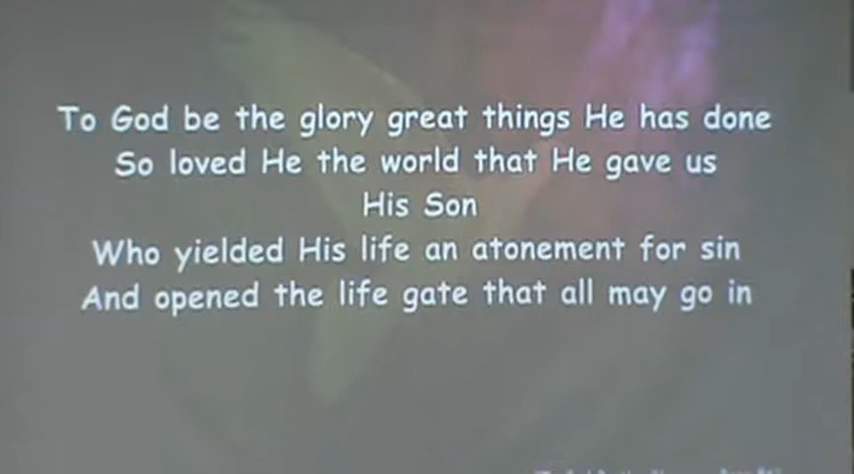 To God be the glory great things He has done
So loved He the world that He gave us
His Son
Who yielded His life an atonement for sin
And opened the life gate that all may go in